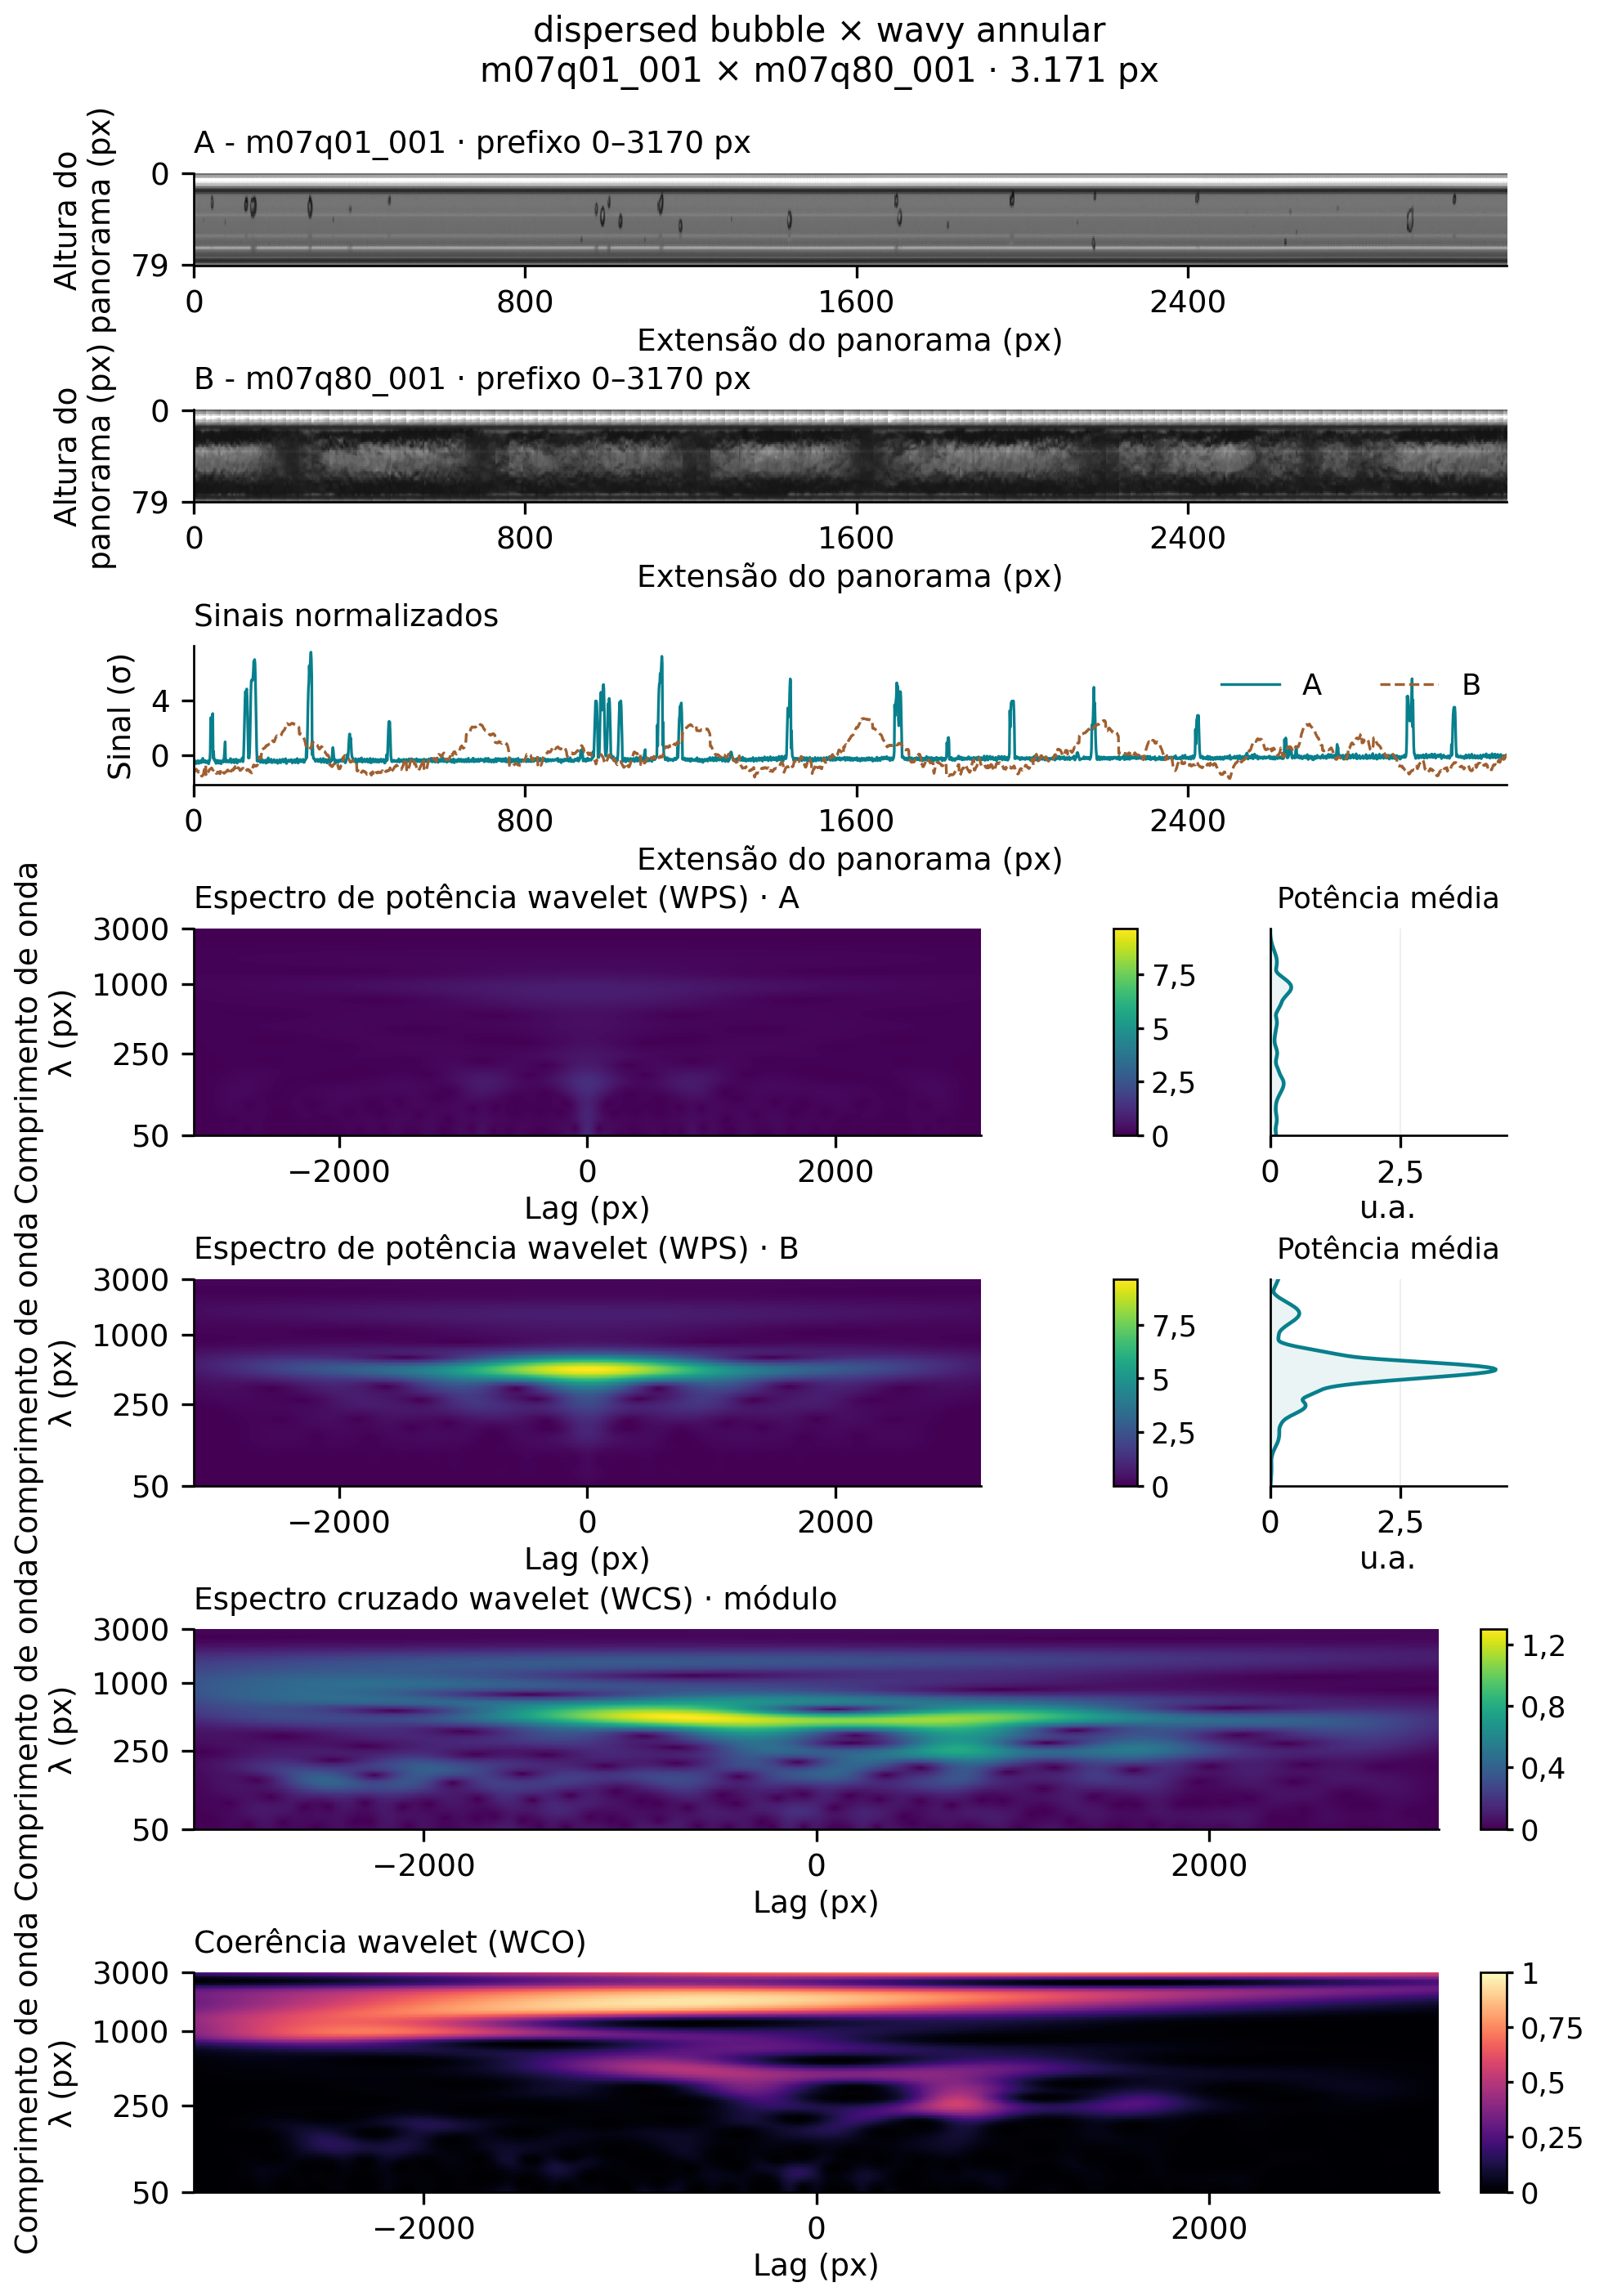 dispersed bubble × wavy annular
m07q01_001 × m07q80_001 · 3.171 px
A - m07q01_001 · prefixo 0–3170 px
Altura do
panorama (px)
0
79
0
800
1600
2400
Extensão do panorama (px)
B - m07q80_001 · prefixo 0–3170 px
Altura do
panorama (px)
0
79
0
800
1600
2400
Extensão do panorama (px)
Sinais normalizados
Sinal (σ)
4
0
A
B
0
800
1600
2400
Extensão do panorama (px)
Espectro de potência wavelet (WPS) · A
Comprimento de onda
λ (px)
3000
1000
250
50
−2000
0
2000
Lag (px)
7,5
5
2,5
0
Potência média
0
2,5
u.a.
Espectro de potência wavelet (WPS) · B
Comprimento de onda
λ (px)
3000
1000
250
50
−2000
0
2000
Lag (px)
7,5
5
2,5
0
Potência média
0
2,5
u.a.
Espectro cruzado wavelet (WCS) · módulo
Comprimento de onda
λ (px)
3000
1000
250
50
−2000
0
2000
Lag (px)
1,2
0,8
0,4
0
Coerência wavelet (WCO)
Comprimento de onda
λ (px)
3000
1000
250
50
−2000
0
2000
Lag (px)
1
0,75
0,5
0,25
0